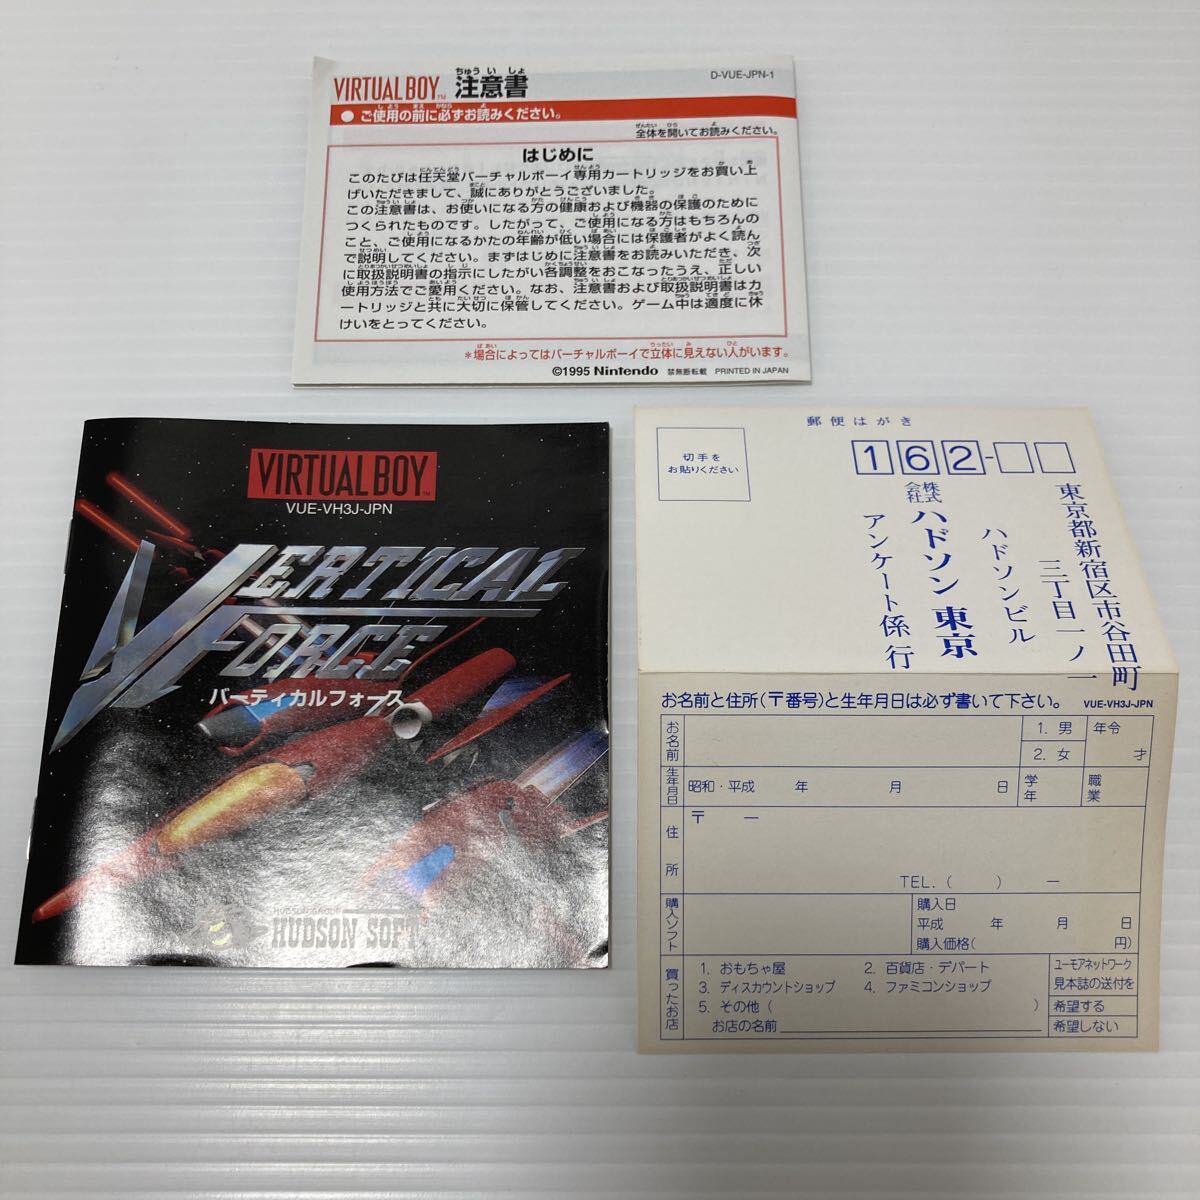 VIRTUAL BOY™ 注意書
D-VUE-JPN-1
● ご使用の前に必ずお読みください。
全体を開いてお読みください。
はじめに
このたびは任天堂バーチャルボーイ専用カートリッジをお買い上
げいただきまして、誠にありがとうございました。
この注意書は、お使いになる方の健康および機器の保護のために
つくられたものです。したがって、ご使用になる方はもちろんの
こと、ご使用になるかたの年齢が低い場合には保護者がよく読ん
で説明してください。まずはじめに注意書をお読みいただき、次
に取扱説明書の指示にしたがい各調整をおこなったうえ、正しい
使用方法でご愛用ください。なお、注意書および取扱説明書はカ
ートリッジと共に大切に保管してください。ゲーム中は適度に休
けいをとってください。
*場合によってはバーチャルボーイで立体に見えない人がいます。
©1995 Nintendo 禁無断転載 PRINTED IN JAPAN
VIRTUAL BOY™
VUE-VH3J-JPN
VERTICAL
FORCE
バーティカルフォース
HUDSON GROUP
HUDSON SOFT
郵便はがき
切手を
お貼りください
162-
東京都新宿区市谷田町
三丁目一ノ一
ハドソンビル
株式会社ハドソン 東京
アンケート係 行
お名前と住所(〒番号)と生年月日は必ず書いて下さい。 VUE-VH3J-JPN
お名前
1. 男
2. 女
年令
才
生年月日
昭和・平成 年 月 日
学年
職業
住所
〒 ー
TEL. ( ) ー
購入ソフト
購入日
平成 年 月 日
購入価格( 円)
買ったお店
1. おもちゃ屋 2. 百貨店・デパート
3. ディスカウントショップ 4. ファミコンショップ
5. その他 ( )
お店の名前
ユーモアネットワーク
見本誌の送付を
希望する
希望しない